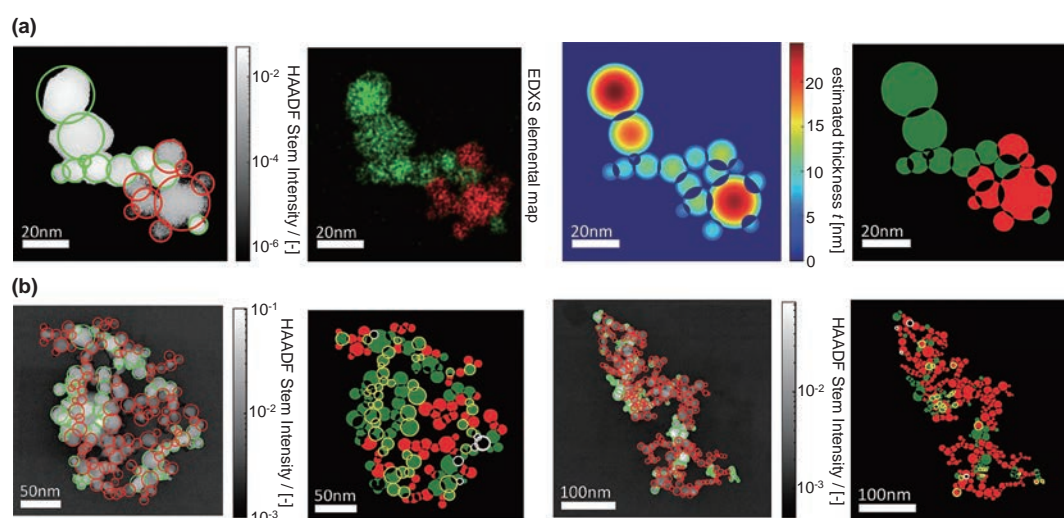 (a)
20nm
10⁻²
10⁻⁴
10⁻⁶
HAADF Stem Intensity / [-]
20nm
EDXS elemental map
20nm
20
15
10
5
0
estimated thickness t [nm]
20nm
(b)
50nm
10⁻¹
10⁻²
10⁻³
HAADF Stem Intensity / [-]
50nm
100nm
10⁻²
10⁻³
HAADF Stem Intensity / [-]
100nm